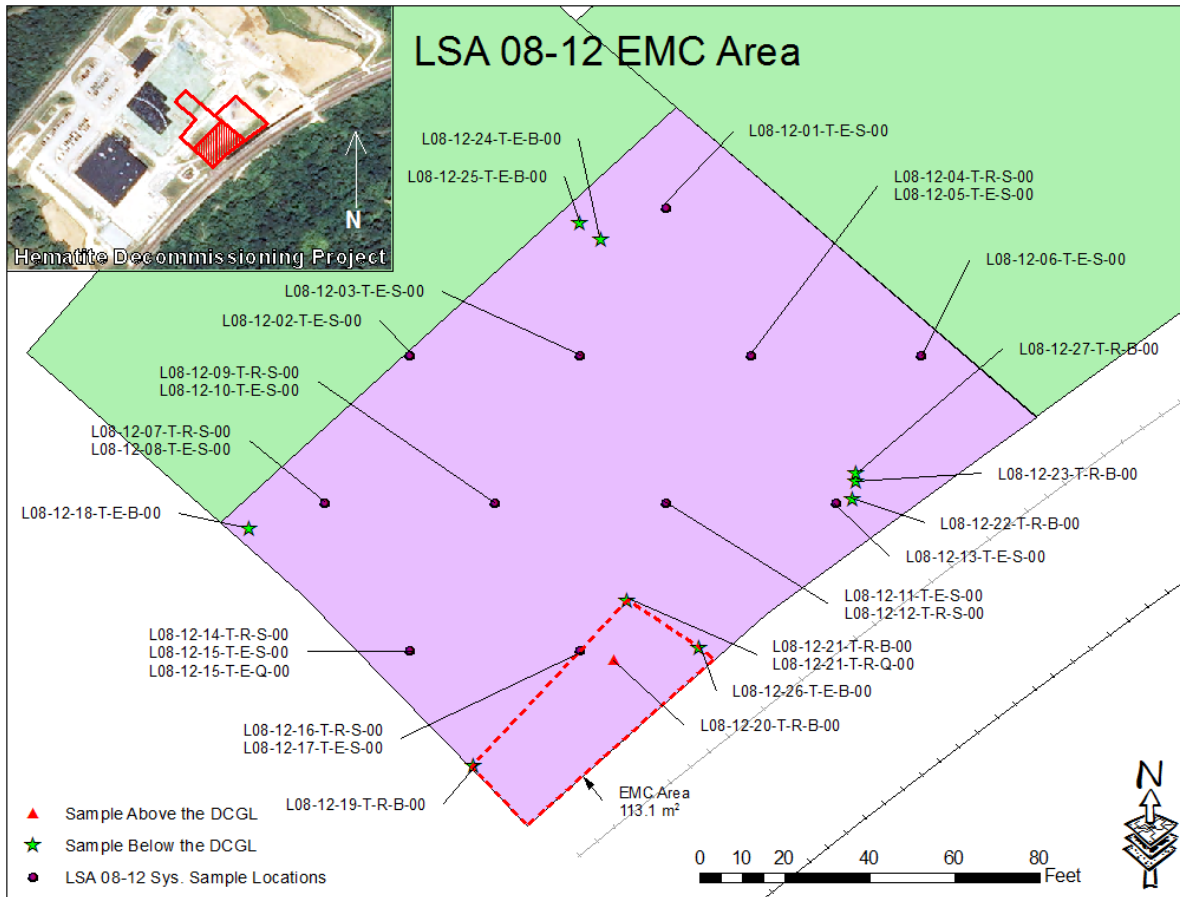 LSA 08-12 EMC Area
N
Hematite Decommissioning Project
L08-12-24-T-E-B-00
L08-12-25-T-E-B-00
L08-12-01-T-E-S-00
L08-12-04-T-R-S-00
L08-12-05-T-E-S-00
L08-12-06-T-E-S-00
L08-12-03-T-E-S-00
L08-12-02-T-E-S-00
L08-12-27-T-R-B-00
L08-12-09-T-R-S-00
L08-12-10-T-E-S-00
L08-12-07-T-R-S-00
L08-12-08-T-E-S-00
L08-12-23-T-R-B-00
L08-12-18-T-E-B-00
L08-12-22-T-R-B-00
L08-12-13-T-E-S-00
L08-12-11-T-E-S-00
L08-12-12-T-R-S-00
L08-12-14-T-R-S-00
L08-12-15-T-E-S-00
L08-12-15-T-E-Q-00
L08-12-21-T-R-B-00
L08-12-21-T-R-Q-00
L08-12-26-T-E-B-00
L08-12-20-T-R-B-00
L08-12-16-T-R-S-00
L08-12-17-T-E-S-00
L08-12-19-T-R-B-00
EMC Area
113.1 m²
Sample Above the DCGL
Sample Below the DCGL
LSA 08-12 Sys. Sample Locations
0 5 10 20 40 60 80
Feet
N